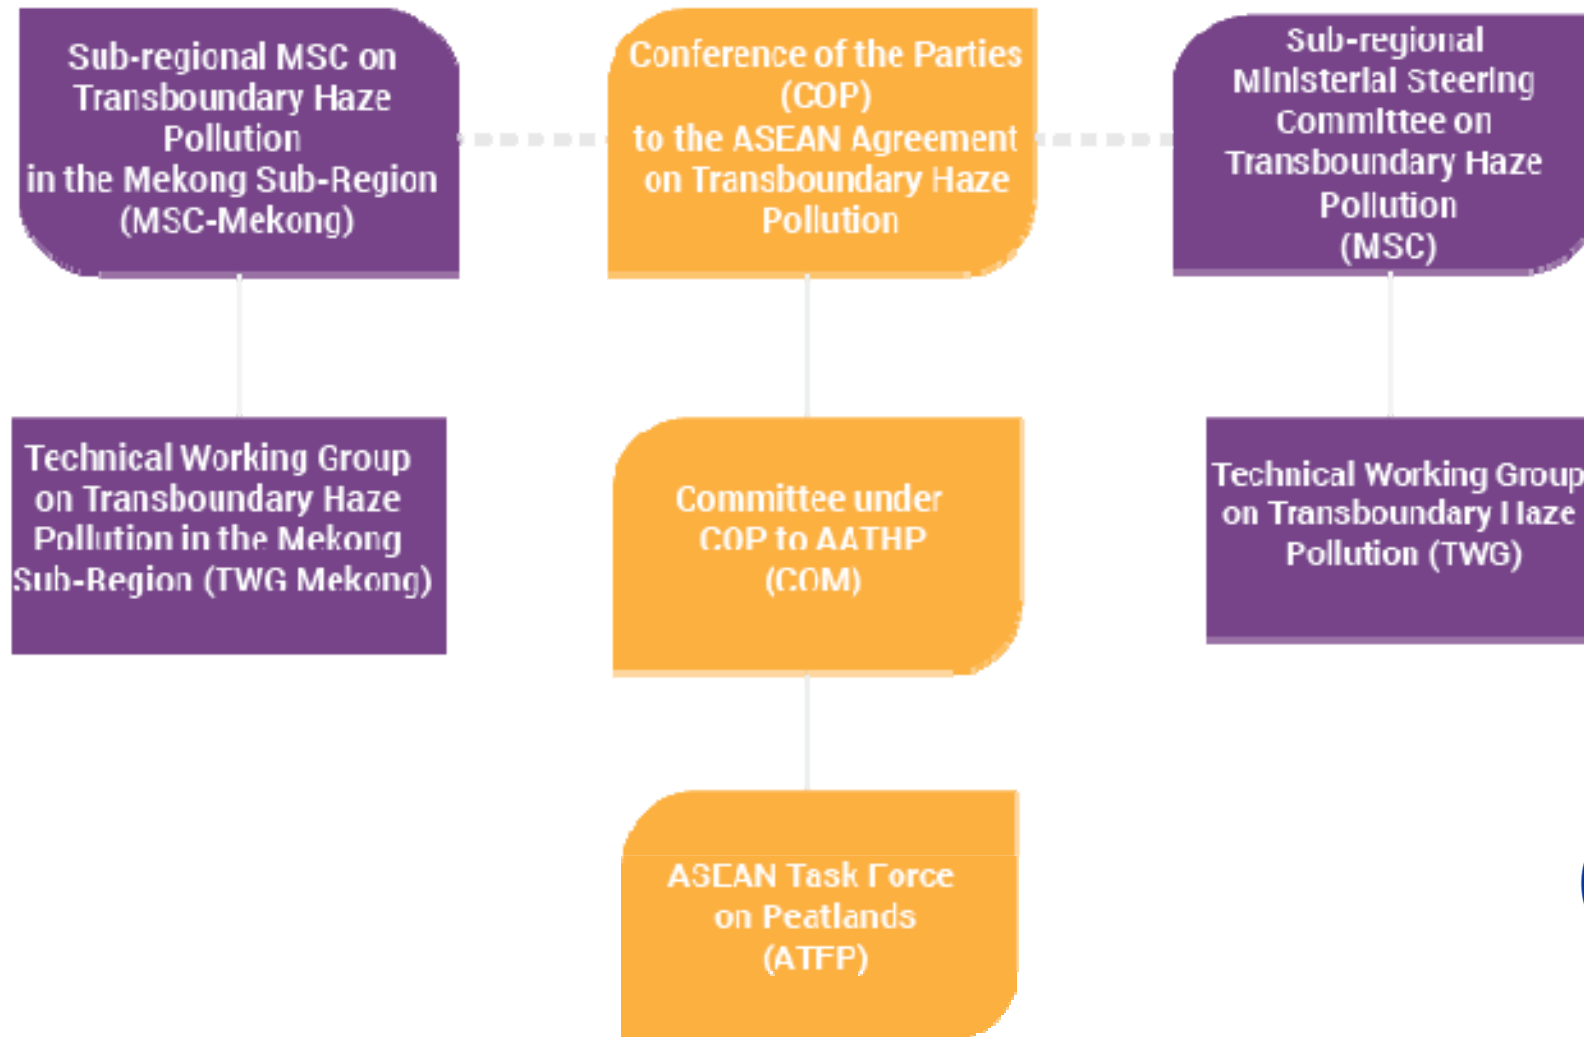 Sub-regional MSC on
Transboundary Haze
Pollution
in the Mekong Sub-Region
(MSC-Mekong)
Conference of the Parties
(COP)
to the ASEAN Agreement
on Transboundary Haze
Pollution
Sub-regional
Ministerial Steering
Committee on
Transboundary Haze
Pollution
(MSC)
Technical Working Group
on Transboundary Haze
Pollution in the Mekong
Sub-Region (TWG Mekong)
Committee under
COP to AATHP
(COM)
Technical Working Group
on Transboundary Haze
Pollution (TWG)
ASEAN Task Force
on Peatlands
(ATFP)